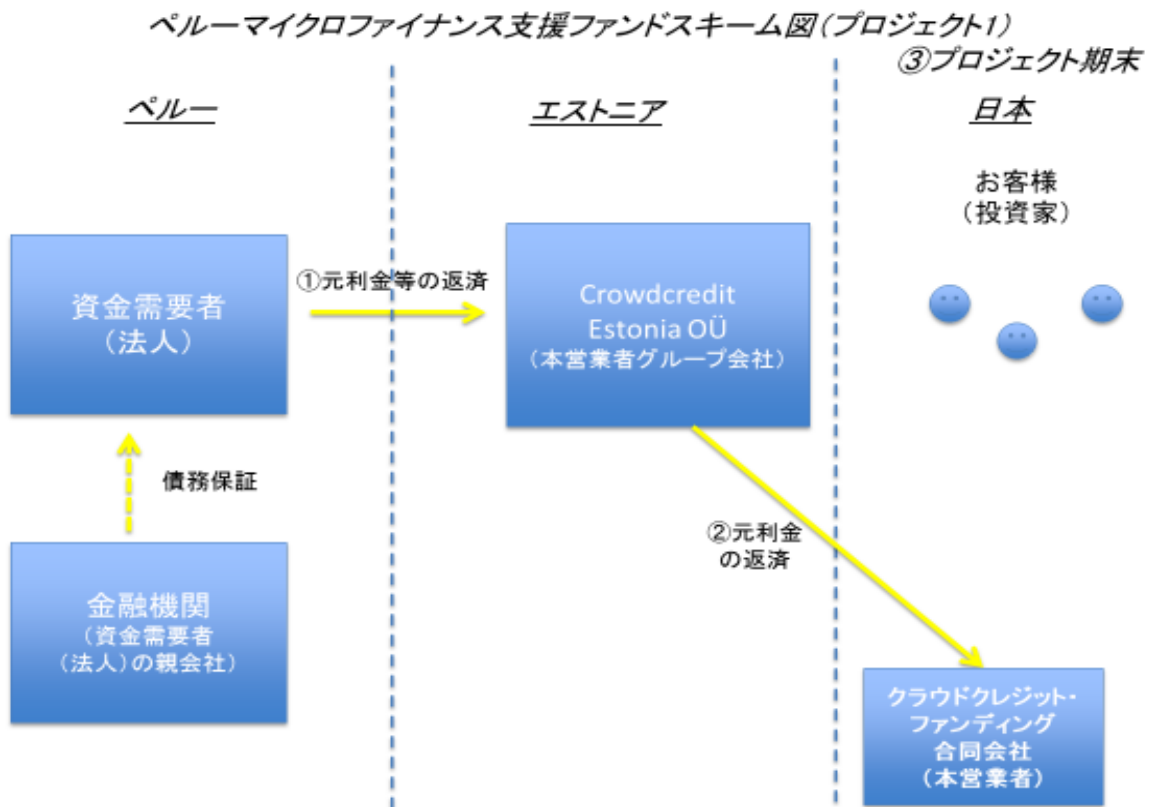 ペルーマイクロファイナンス支援ファンドスキーム図(プロジェクト1)
③プロジェクト期末
ペルー
エストニア
日本
お客様
(投資家)
資金需要者
(法人)
①元利金等の返済
Crowdcredit
Estonia OÜ
(本営業者グループ会社)
債務保証
②元利金
の返済
金融機関
(資金需要者
(法人)の親会社)
クラウドクレジット・
ファンディング
合同会社
(本営業者)